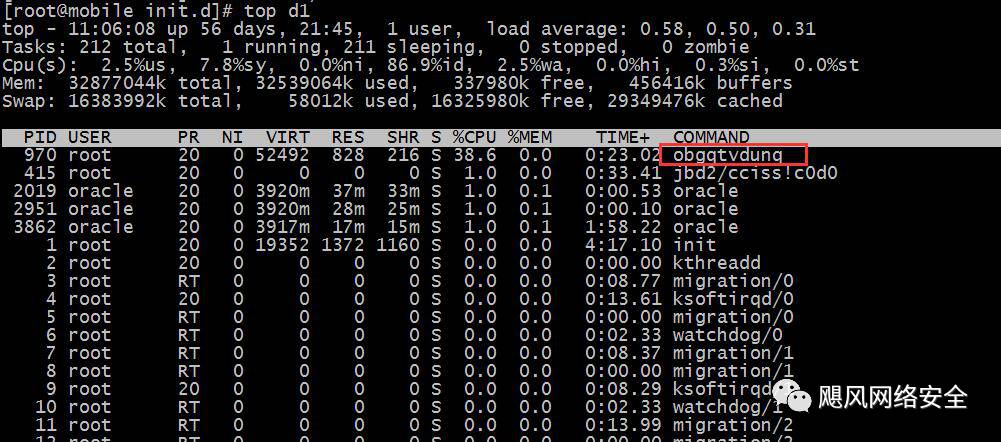 [root@mobile init.d]# top d1
top - 11:06:08 up 56 days, 21:45,  1 user,  load average: 0.58, 0.50, 0.31
Tasks: 212 total,   1 running, 211 sleeping,   0 stopped,   0 zombie
Cpu(s):  2.5%us,  7.8%sy,  0.0%ni, 86.9%id,  2.5%wa,  0.0%hi,  0.3%si,  0.0%st
Mem:  32877044k total, 32539064k used,   337980k free,   456416k buffers
Swap: 16383992k total,    58012k used, 16325980k free, 29349476k cached
PID USER PR NI VIRT RES SHR S %CPU %MEM TIME+ COMMAND
970 root 20 0 52492 828 216 S 38.6 0.0 0:23.02 obgqtvdunq
415 root 20 0 0 0 0 S 1.0 0.0 0:33.41 jbd2/cciss!c0d0
2019 oracle 20 0 3920m 37m 33m S 1.0 0.1 0:00.53 oracle
2951 oracle 20 0 3920m 28m 25m S 1.0 0.1 0:00.10 oracle
3862 oracle 20 0 3917m 17m 15m S 1.0 0.1 1:58.22 oracle
1 root 20 0 19352 1372 1160 S 0.0 0.0 4:17.10 init
2 root 20 0 0 0 0 S 0.0 0.0 0:00.00 kthreadd
3 root RT 0 0 0 0 S 0.0 0.0 0:08.77 migration/0
4 root 20 0 0 0 0 S 0.0 0.0 0:13.61 ksoftirqd/0
5 root RT 0 0 0 0 S 0.0 0.0 0:00.00 migration/0
6 root RT 0 0 0 0 S 0.0 0.0 0:02.33 watchdog/0
7 root RT 0 0 0 0 S 0.0 0.0 0:08.37 migration/1
8 root RT 0 0 0 0 S 0.0 0.0 0:00.00 migration/1
9 root 20 0 0 0 0 S 0.0 0.0 0:08.29 ksoftirqd/
10 root RT 0 0 0 0 S 0.0 0.0 0:02.33 watchdog/1
11 root RT 0 0 0 0 S 0.0 0.0 0:13.99 migration/2
飓风网络安全